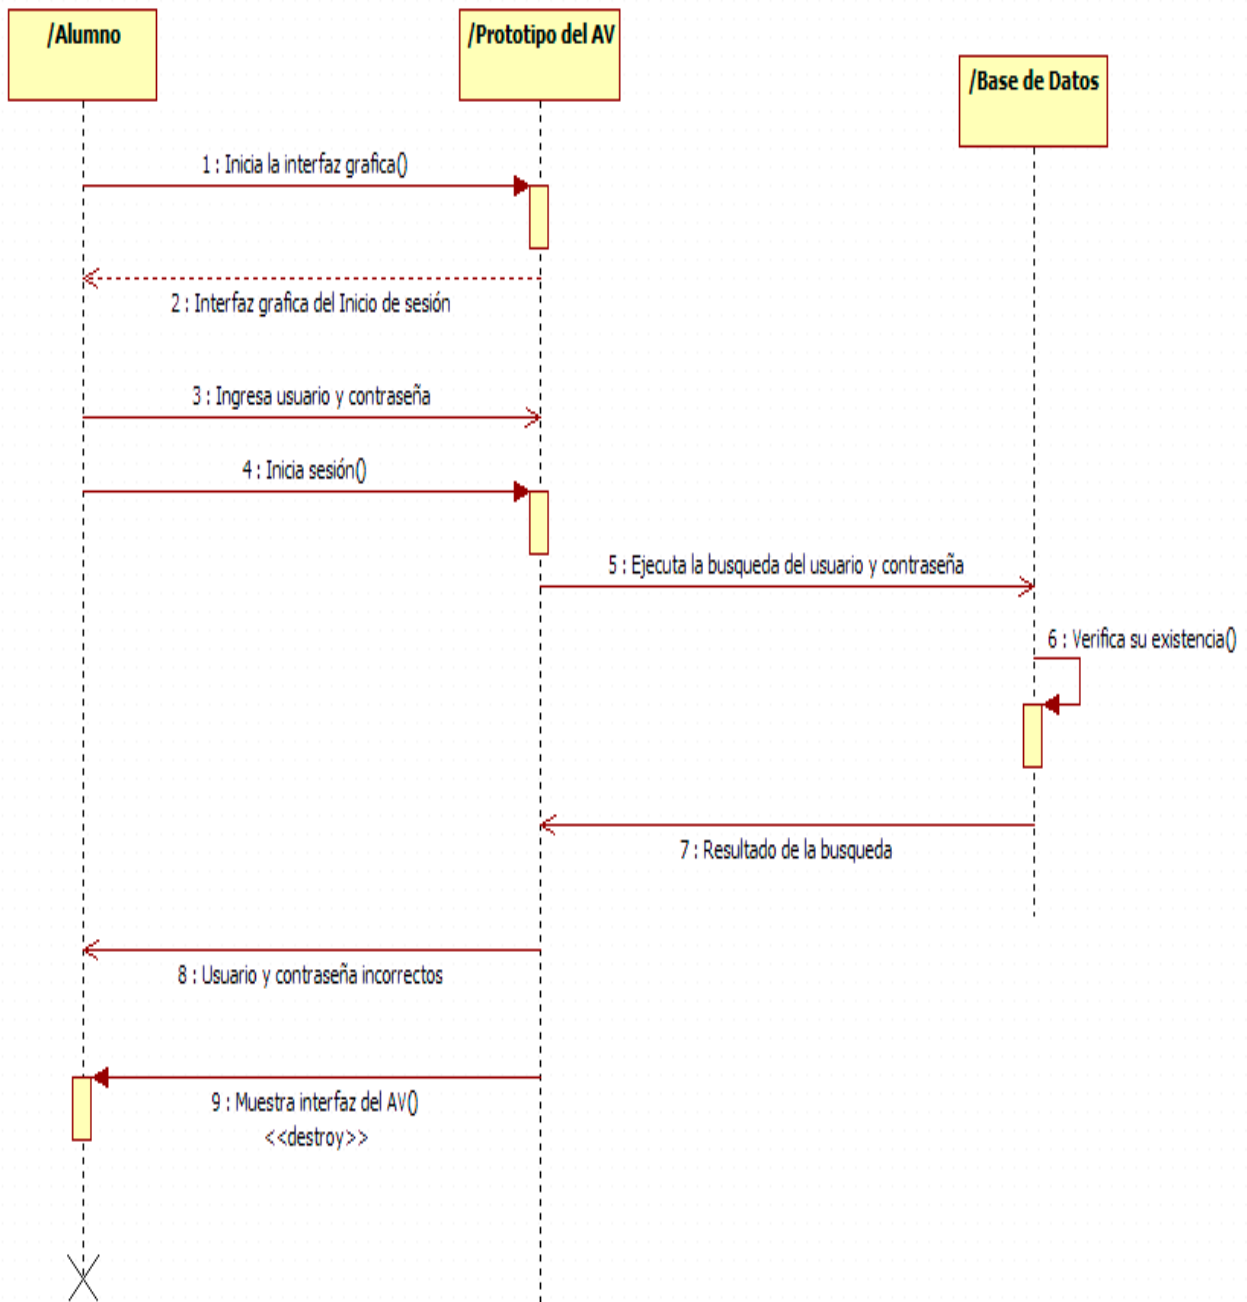 /Alumno
/Prototipo del AV
/Base de Datos
1 : Inicia la interfaz grafica()
2 : Interfaz grafica del Inicio de sesión
3 : Ingresa usuario y contraseña
4 : Inicia sesión()
5 : Ejecuta la busqueda del usuario y contraseña
6 : Verifica su existencia()
7 : Resultado de la busqueda
8 : Usuario y contraseña incorrectos
9 : Muestra interfaz del AV()
<<destroy>>